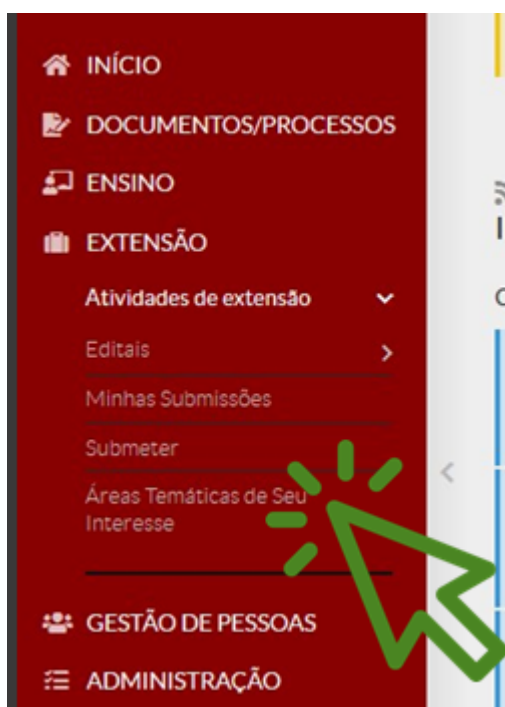 INÍCIO
DOCUMENTOS/PROCESSOS
ENSINO
EXTENSÃO
Atividades de extensão
Editais
Minhas Submissões
Submeter
Áreas Temáticas de Seu
Interesse
GESTÃO DE PESSOAS
ADMINISTRAÇÃO